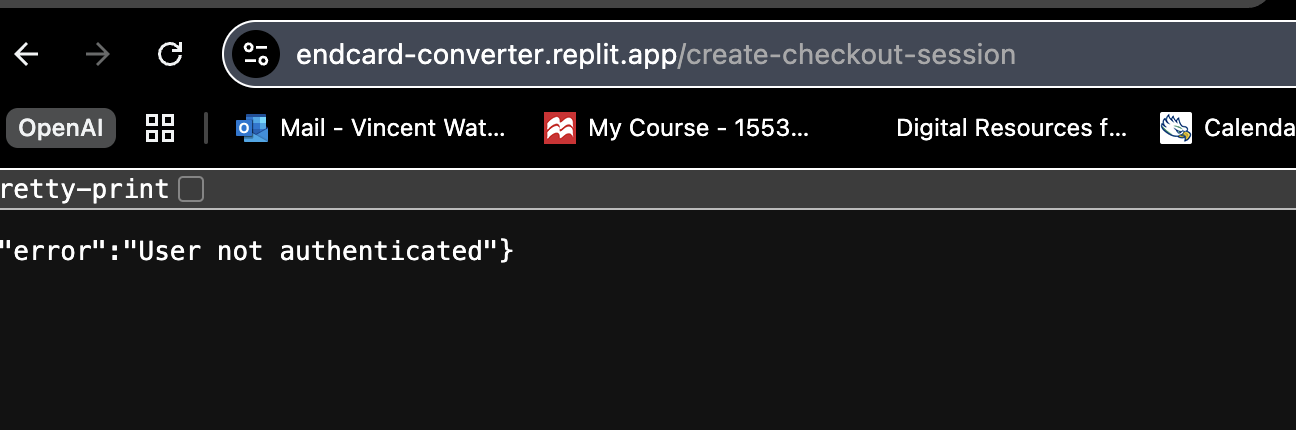 endcard-converter.replit.app/create-checkout-session
OpenAI Mail - Vincent Wat... My Course - 1553... Digital Resources f... Calenda
retty-print
"error":"User not authenticated"}